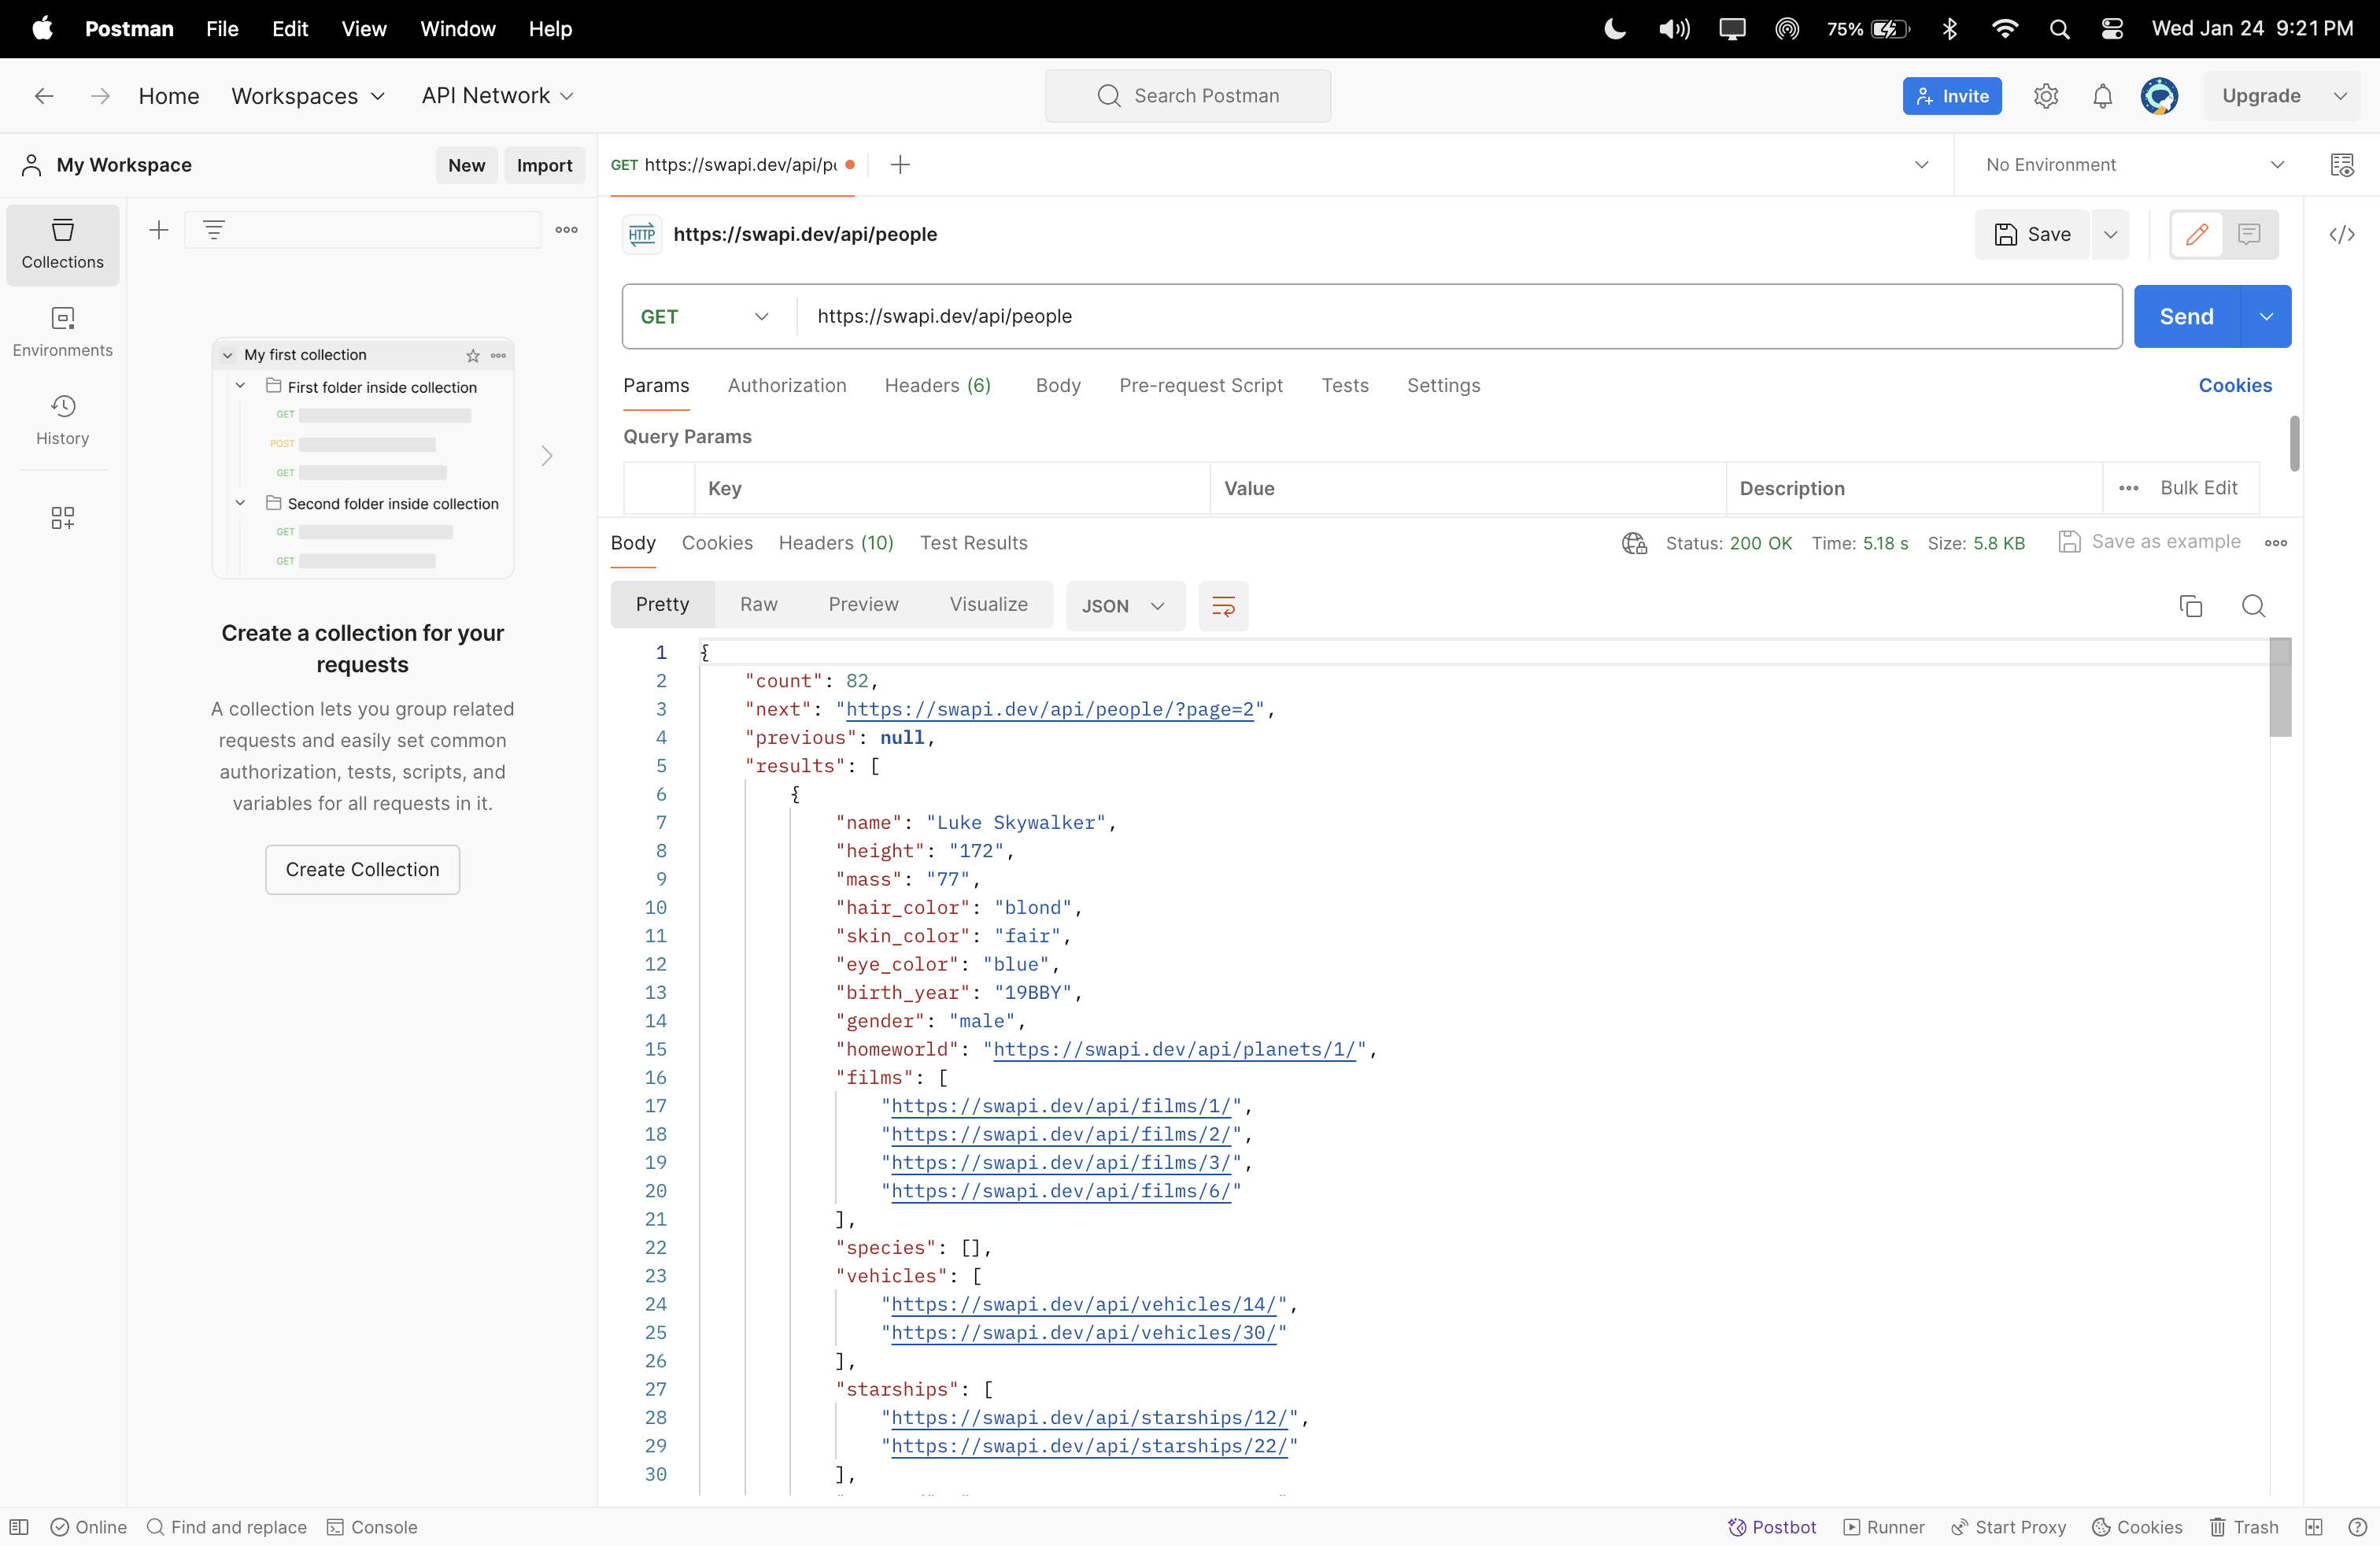 Postman File Edit View Window Help 75% Wed Jan 24 9:21 PM
Home Workspaces API Network Search Postman Invite Upgrade
My Workspace New Import GET https://swapi.dev/api/pe No Environment
Collections
Environments
History
My first collection
First folder inside collection
GET
POST
GET
Second folder inside collection
GET
GET
Create a collection for your
requests
A collection lets you group related
requests and easily set common
authorization, tests, scripts, and
variables for all requests in it.
Create Collection
HTTP https://swapi.dev/api/people Save
GET https://swapi.dev/api/people Send
Params Authorization Headers (6) Body Pre-request Script Tests Settings Cookies
Query Params
Key Value Description Bulk Edit
Body Cookies Headers (10) Test Results Status: 200 OK Time: 5.18 s Size: 5.8 KB Save as example
Pretty Raw Preview Visualize JSON
1 {
2 "count": 82,
3 "next": "https://swapi.dev/api/people/?page=2",
4 "previous": null,
5 "results": [
6 {
7 "name": "Luke Skywalker",
8 "height": "172",
9 "mass": "77",
10 "hair_color": "blond",
11 "skin_color": "fair",
12 "eye_color": "blue",
13 "birth_year": "19BBY",
14 "gender": "male",
15 "homeworld": "https://swapi.dev/api/planets/1/",
16 "films": [
17 "https://swapi.dev/api/films/1/",
18 "https://swapi.dev/api/films/2/",
19 "https://swapi.dev/api/films/3/",
20 "https://swapi.dev/api/films/6/"
21 ],
22 "species": [],
23 "vehicles": [
24 "https://swapi.dev/api/vehicles/14/",
25 "https://swapi.dev/api/vehicles/30/"
26 ],
27 "starships": [
28 "https://swapi.dev/api/starships/12/",
29 "https://swapi.dev/api/starships/22/"
30 ],
Online Find and replace Console Postbot Runner Start Proxy Cookies Trash